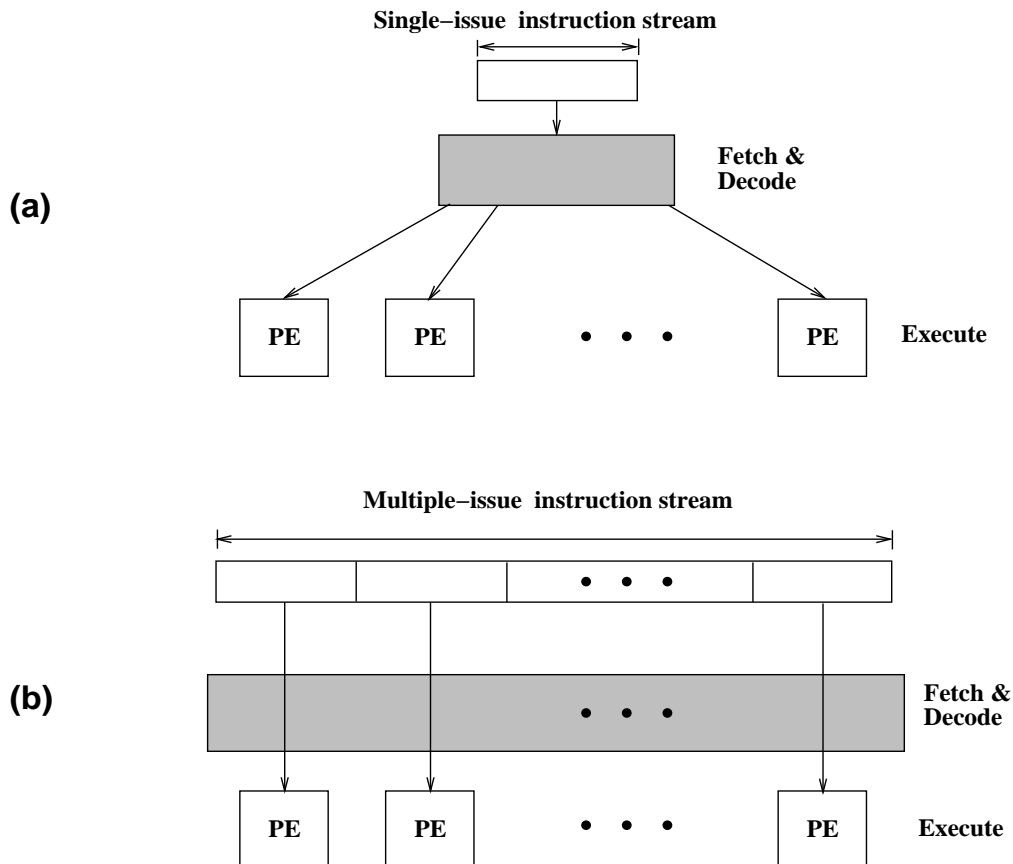 Single−issue instruction stream
Fetch &
Decode
(a)
PE PE PE Execute
Multiple−issue instruction stream
(b)
Fetch &
Decode
PE PE PE Execute